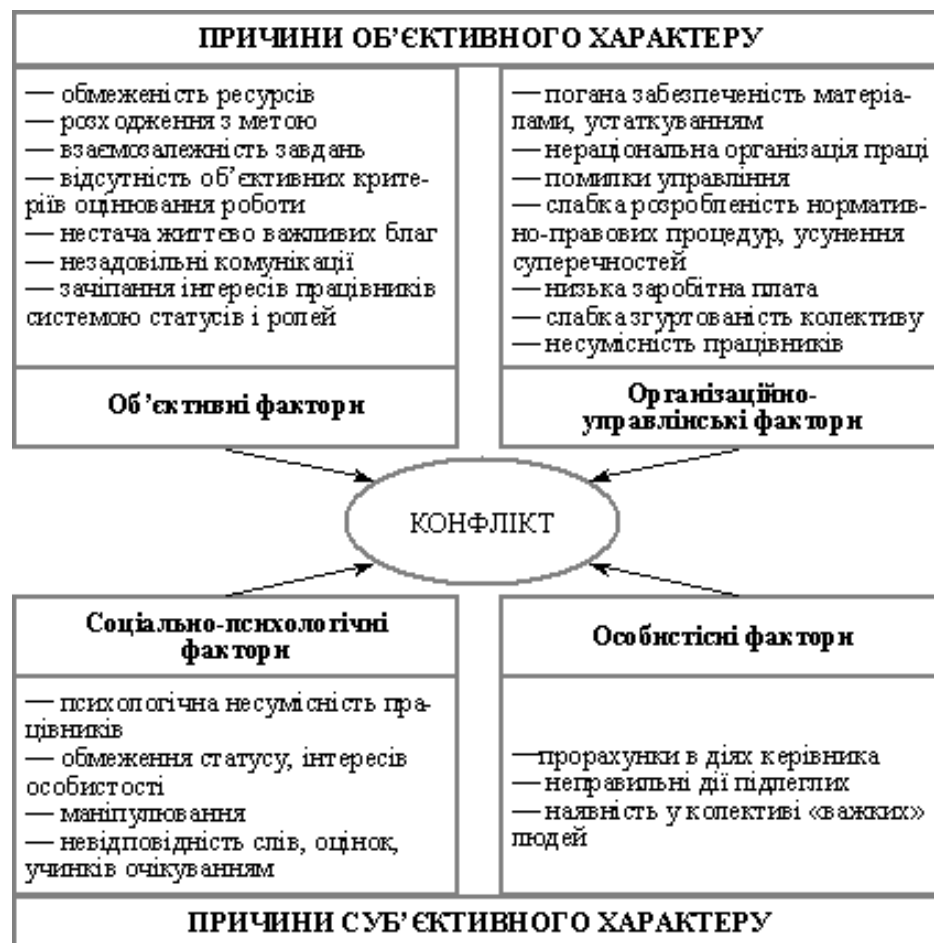 ПРИЧИНИ ОБ’ЄКТИВНОГО ХАРАКТЕРУ
— обмеженість ресурсів
— розходження з метою
— взаємозалежність завдань
— відсутність об’єктивних крите-
ріїв оцінювання роботи
— нестача життєво важливих благ
— незадовільні комунікації
— зачіпання інтересів працівників
системою статусів і ролей
Об’єктивні фактори
— погана забезпеченість матеріа-
лами, устаткуванням
— нераціональна організація праці
— помилки управління
— слабка розробленість норматив-
но-правових процедур, усунення
суперечностей
— низька заробітна плата
— слабка згуртованість колективу
— несумісність працівників
Організаційно-
управлінські фактори
КОНФЛІКТ
Соціально-психологічні
фактори
— психологічна несумісність пра-
цівників
— обмеження статусу, інтересів
особистості
— маніпулювання
— невідповідність слів, оцінок,
учинків очікуванням
Особистісні фактори
—прорахунки в діях керівника
— неправильні дії підлеглих
— наявність у колективі «важких»
людей
ПРИЧИНИ СУБ’ЄКТИВНОГО ХАРАКТЕРУ